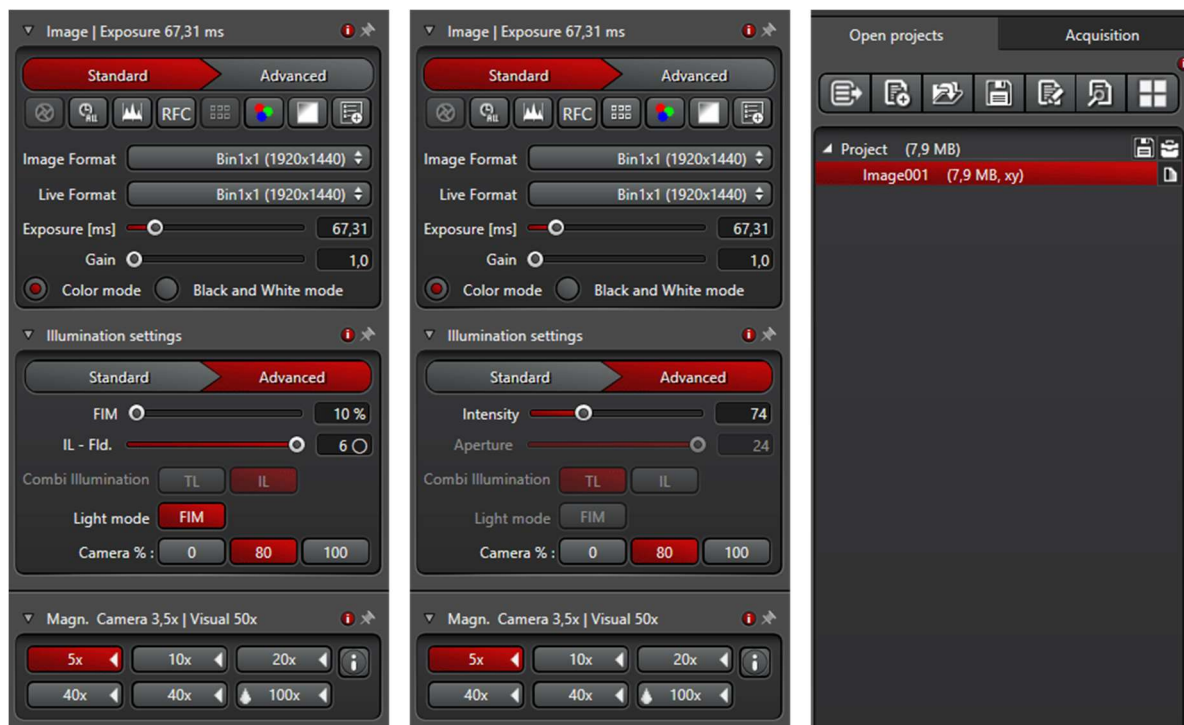 Image | Exposure 67,31 ms
Standard Advanced
RFC
Image Format Bin1x1 (1920x1440)
Live Format Bin1x1 (1920x1440)
Exposure [ms] 67,31
Gain 1,0
Color mode Black and White mode
Illumination settings
Standard Advanced
FIM 10 %
IL - Fld. 6
Combi Illumination TL IL
Light mode FIM
Camera % : 0 80 100
Magn. Camera 3,5x | Visual 50x
5x 10x 20x
40x 40x 100x
Image | Exposure 67,31 ms
Standard Advanced
RFC
Image Format Bin1x1 (1920x1440)
Live Format Bin1x1 (1920x1440)
Exposure [ms] 67,31
Gain 1,0
Color mode Black and White mode
Illumination settings
Standard Advanced
Intensity 74
Aperture 24
Combi Illumination TL IL
Light mode FIM
Camera % : 0 80 100
Magn. Camera 3,5x | Visual 50x
5x 10x 20x
40x 40x 100x
Open projects Acquisition
Project (7,9 MB)
Image001 (7,9 MB, xy)